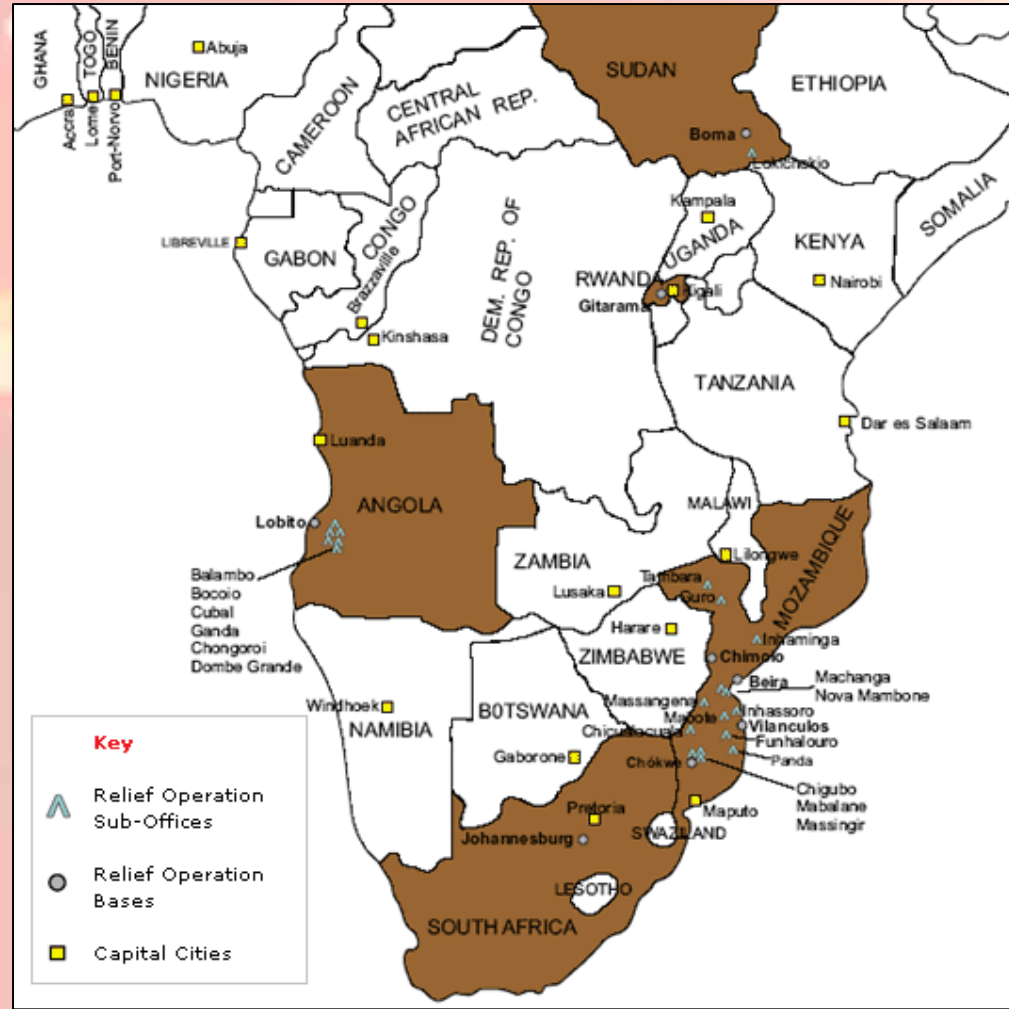 GHANA
TOGO
BENIN
Abuja
NIGERIA
Accra
Lome
Port-Norvo
CAMEROON
CENTRAL
AFRICAN REP.
SUDAN
ETHIOPIA
Boma
Lokichokio
SOMALIA
Kampala
UGANDA
KENYA
Nairobi
LIBREVILLE
GABON
CONGO
Brazzaville
Kinshasa
DEM. REP. OF
CONGO
RWANDA
Kigali
Gitarama
TANZANIA
Dar es Salaam
Luanda
ANGOLA
Lobito
Balambo
Bocoio
Cubal
Ganda
Chongoroi
Dombe Grande
MALAWI
Lilongwe
MOZAMBIQUE
ZAMBIA
Lusaka
Tambara
Guro
Harare
ZIMBABWE
Inhaminga
Chimoio
Beira
Machanga
Nova Mambone
Massangena
Mabote
Inhassoro
Vilanculos
Funhalouro
Panda
Chókwe
Chigubo
Mabalane
Massingir
Maputo
Windhoek
NAMIBIA
B0TSWANA
Gaborone
Pretoria
Johannesburg
SWAZILAND
LESOTHO
SOUTH AFRICA
Key
Relief Operation
Sub-Offices
Relief Operation
Bases
Capital Cities